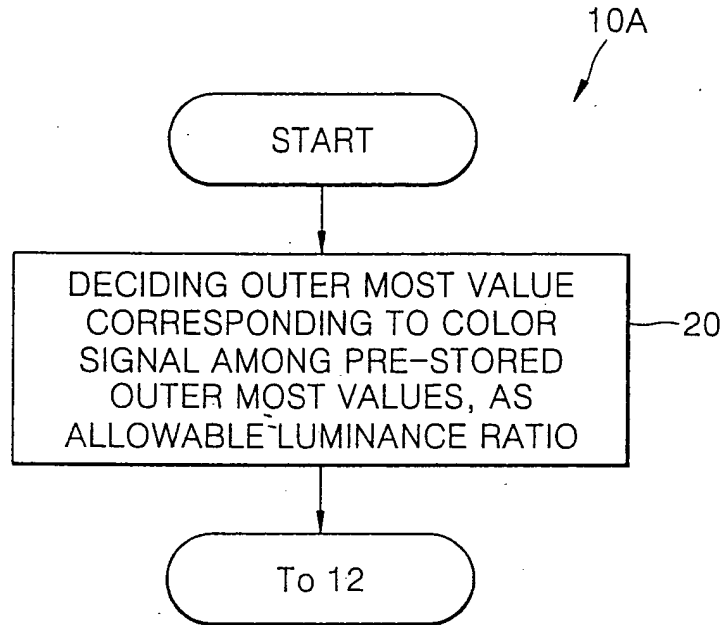 10A
START
DECIDING OUTER MOST VALUE
CORRESPONDING TO COLOR
SIGNAL AMONG PRE-STORED
OUTER MOST VALUES, AS
ALLOWABLE LUMINANCE RATIO
20
To 12